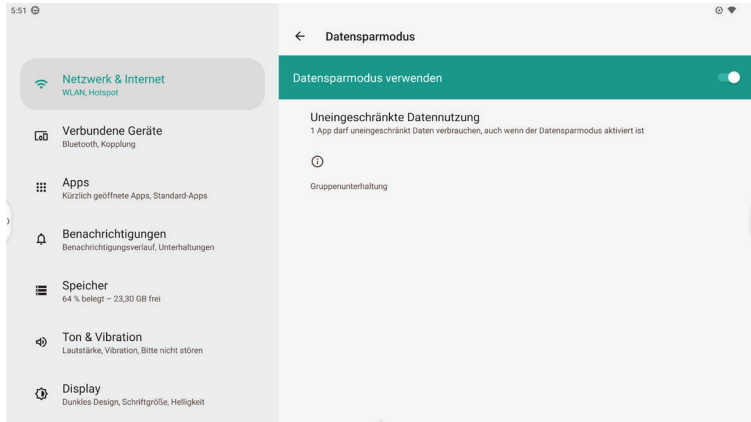 5:51
Datensparmodus
Netzwerk & Internet
WLAN, Hotspot
Verbundene Geräte
Bluetooth, Kopplung
Apps
Kürzlich geöffnete Apps, Standard-Apps
Benachrichtigungen
Benachrichtigungsverlauf, Unterhaltungen
Speicher
64 % belegt – 23,30 GB frei
Ton & Vibration
Lautstärke, Vibration, Bitte nicht stören
Display
Dunkles Design, Schriftgröße, Helligkeit
Datensparmodus verwenden
Uneingeschränkte Datennutzung
1 App darf uneingeschränkt Daten verbrauchen, auch wenn der Datensparmodus aktiviert ist
Gruppenunterhaltung